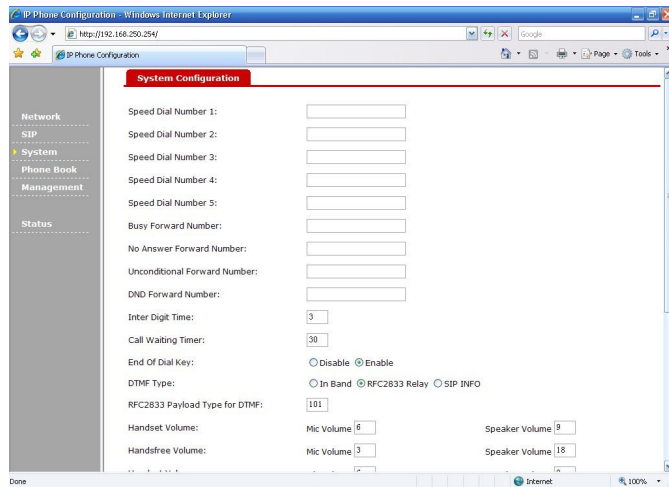 IP Phone Configuration - Windows Internet Explorer
http://192.168.250.254/
Google
IP Phone Configuration
Page
Tools
System Configuration
Network
SIP
System
Phone Book
Management
Status
Speed Dial Number 1:
Speed Dial Number 2:
Speed Dial Number 3:
Speed Dial Number 4:
Speed Dial Number 5:
Busy Forward Number:
No Answer Forward Number:
Unconditional Forward Number:
DND Forward Number:
Inter Digit Time: 3
Call Waiting Timer: 30
End Of Dial Key: Disable Enable
DTMF Type: In Band RFC2833 Relay SIP INFO
RFC2833 Payload Type for DTMF: 101
Handset Volume: Mic Volume 6 Speaker Volume 9
Handsfree Volume: Mic Volume 3 Speaker Volume 18
Done Internet 100%